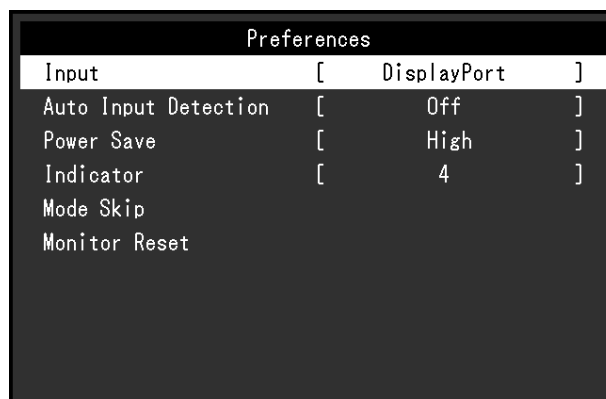 Preferences
Input [ DisplayPort ]
Auto Input Detection [ Off ]
Power Save [ High ]
Indicator [ 4 ]
Mode Skip
Monitor Reset